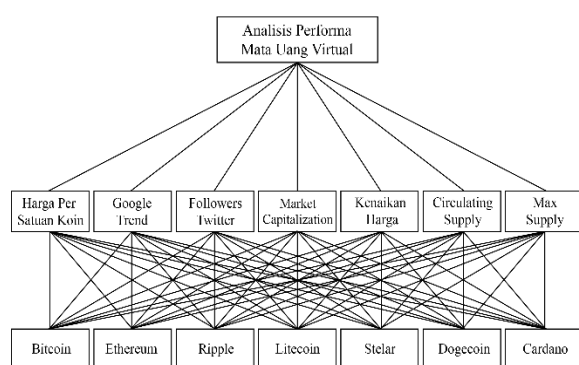 Analisis Performa
Mata Uang Virtual
Harga Per
Satuan Koin
Google
Trend
Followers
Twitter
Market
Capitalization
Kenaikan
Harga
Circulating
Supply
Max
Supply
Bitcoin
Ethereum
Ripple
Litecoin
Stelar
Dogecoin
Cardano